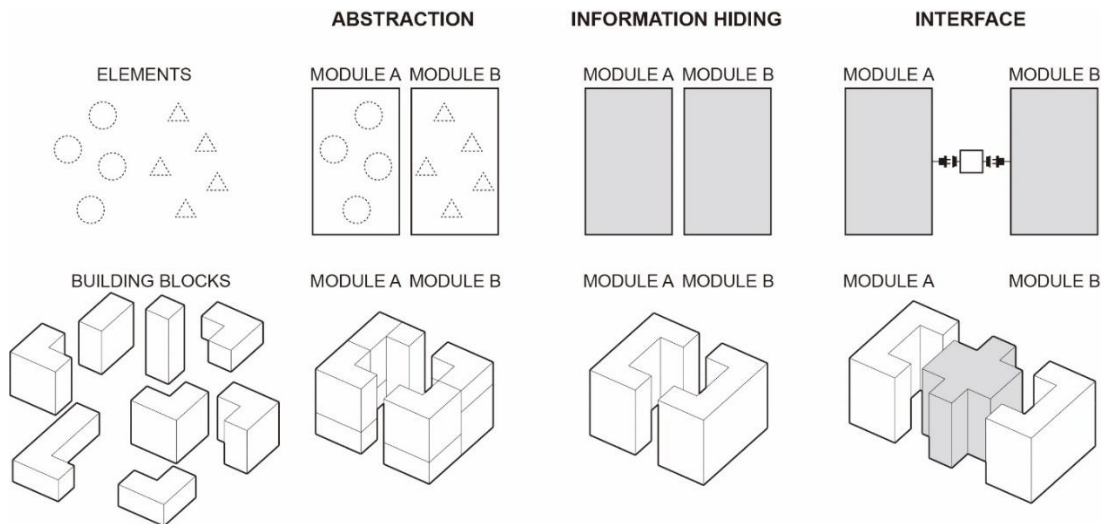 ABSTRACTION INFORMATION HIDING INTERFACE
ELEMENTS MODULE A MODULE B MODULE A MODULE B MODULE A MODULE B
BUILDING BLOCKS MODULE A MODULE B MODULE A MODULE B MODULE A MODULE B